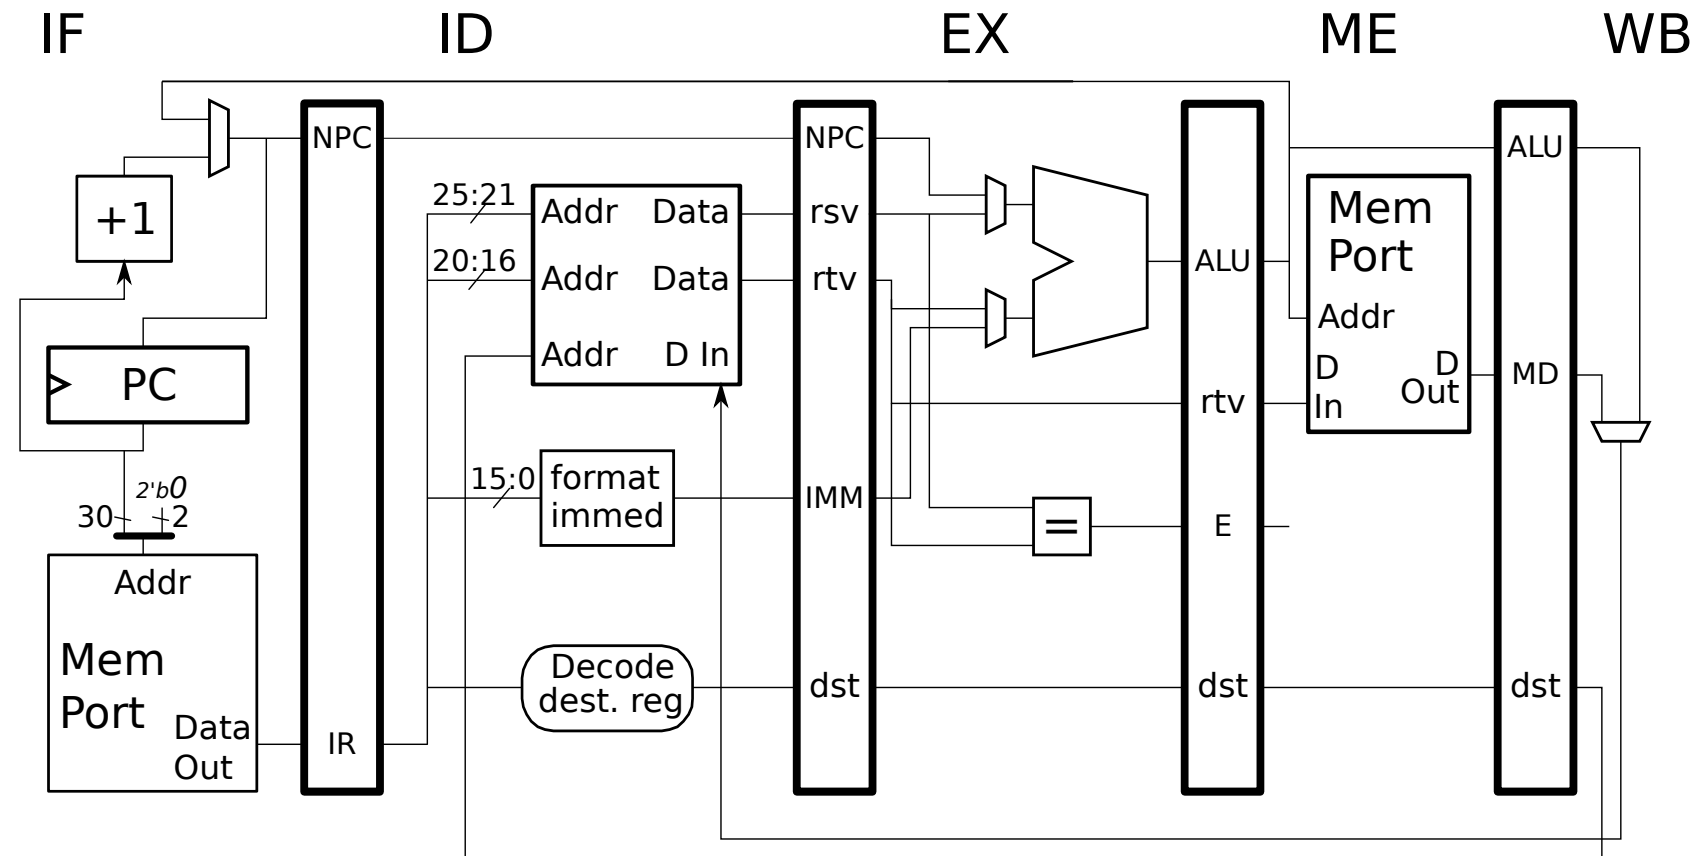 IF
ID
EX
ME
WB
+1
PC
30
2'b0
2
Addr
Mem
Port
Data
Out
NPC
IR
25:21
20:16
15:0
Addr Data
Addr Data
Addr D In
format
immed
Decode
dest. reg
NPC
rsv
rtv
IMM
dst
=
ALU
rtv
E
dst
Mem
Port
Addr
D
In
D
Out
ALU
MD
dst